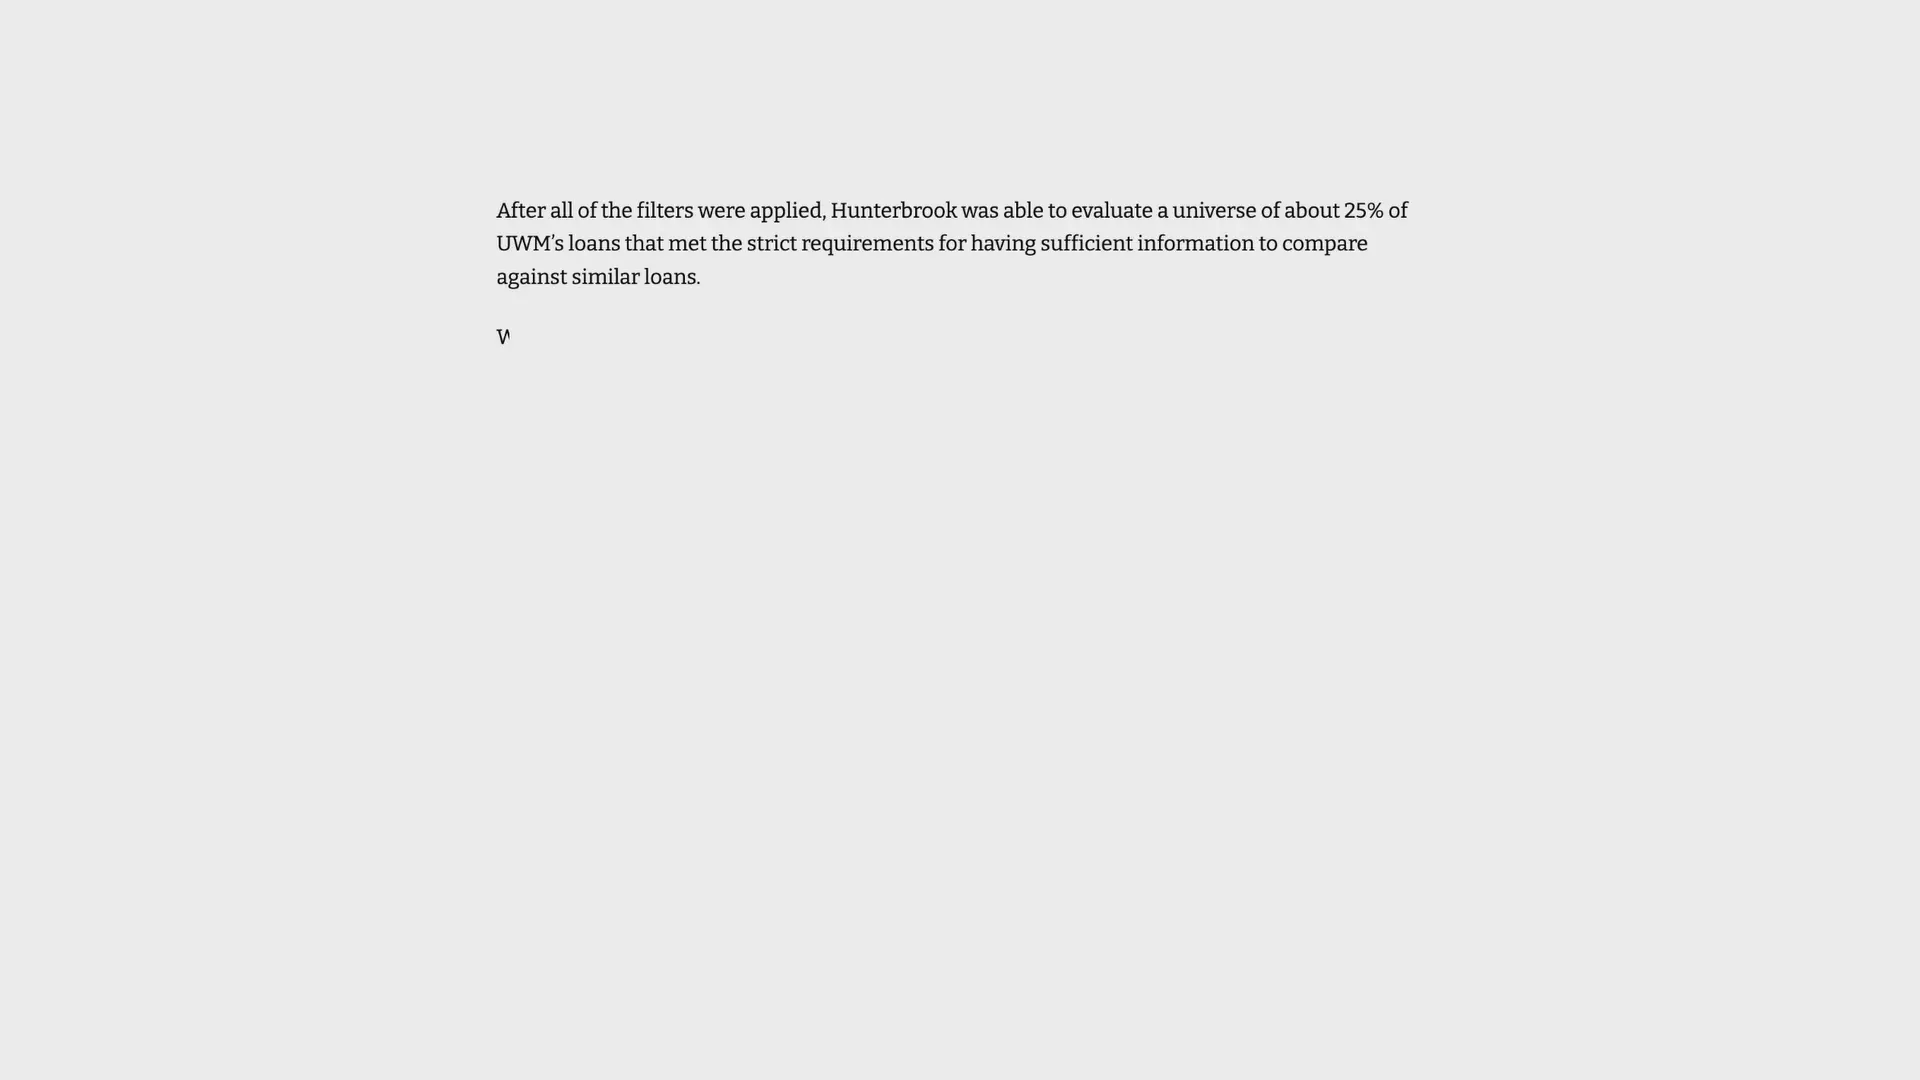 After all of the filters were applied, Hunterbrook was able to evaluate a universe of about 25% of
UWM’s loans that met the strict requirements for having sufficient information to compare
against similar loans.
W